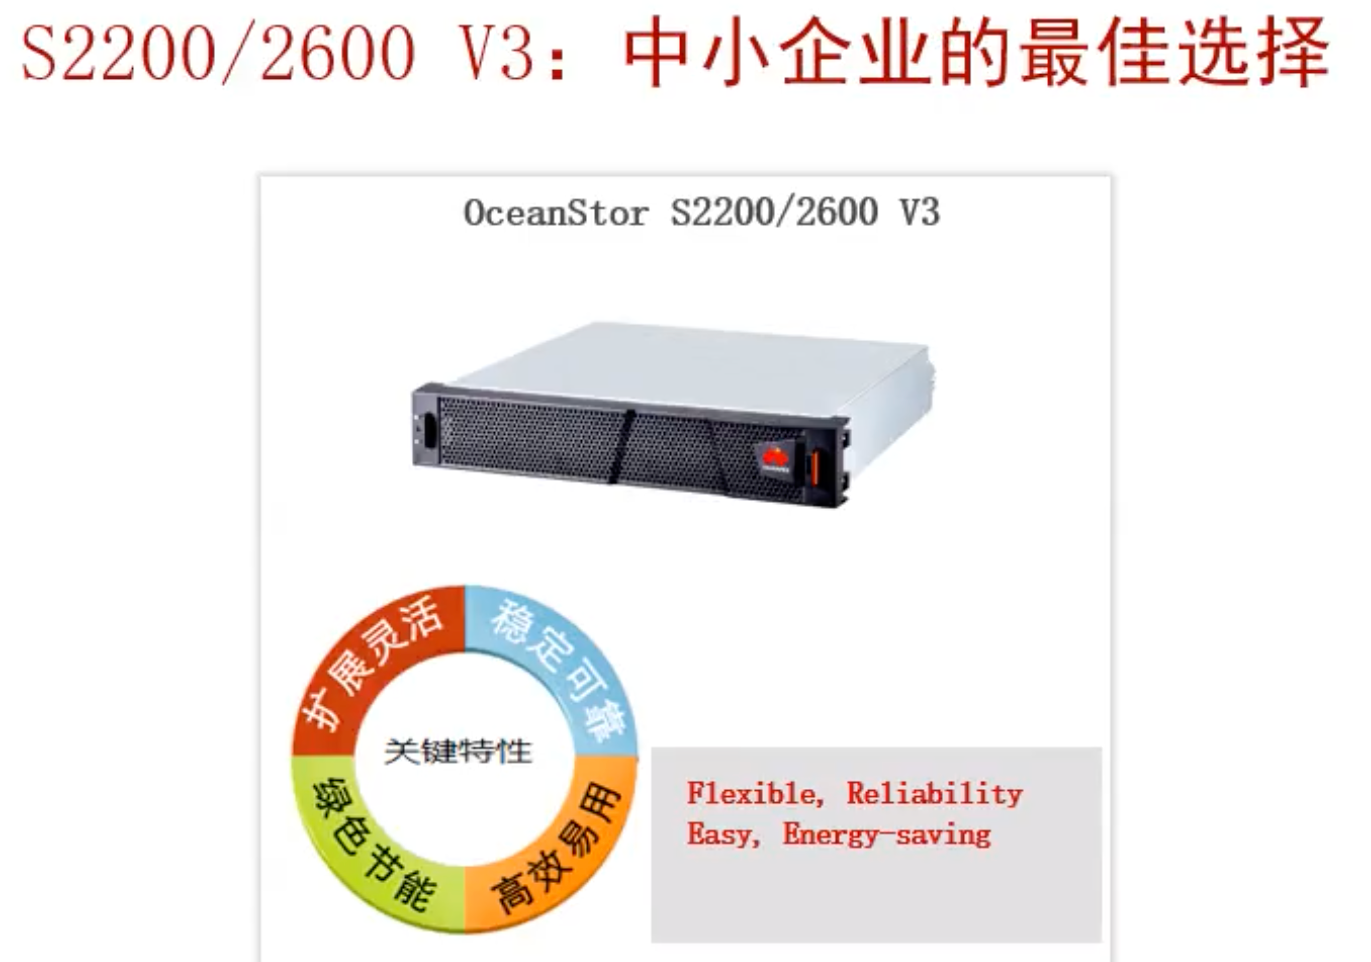 S2200/2600 V3：中小企业的最佳选择
OceanStor S2200/2600 V3
扩展灵活
稳定可靠
关键特性
绿色节能
高效易用
Flexible, Reliability
Easy, Energy-saving